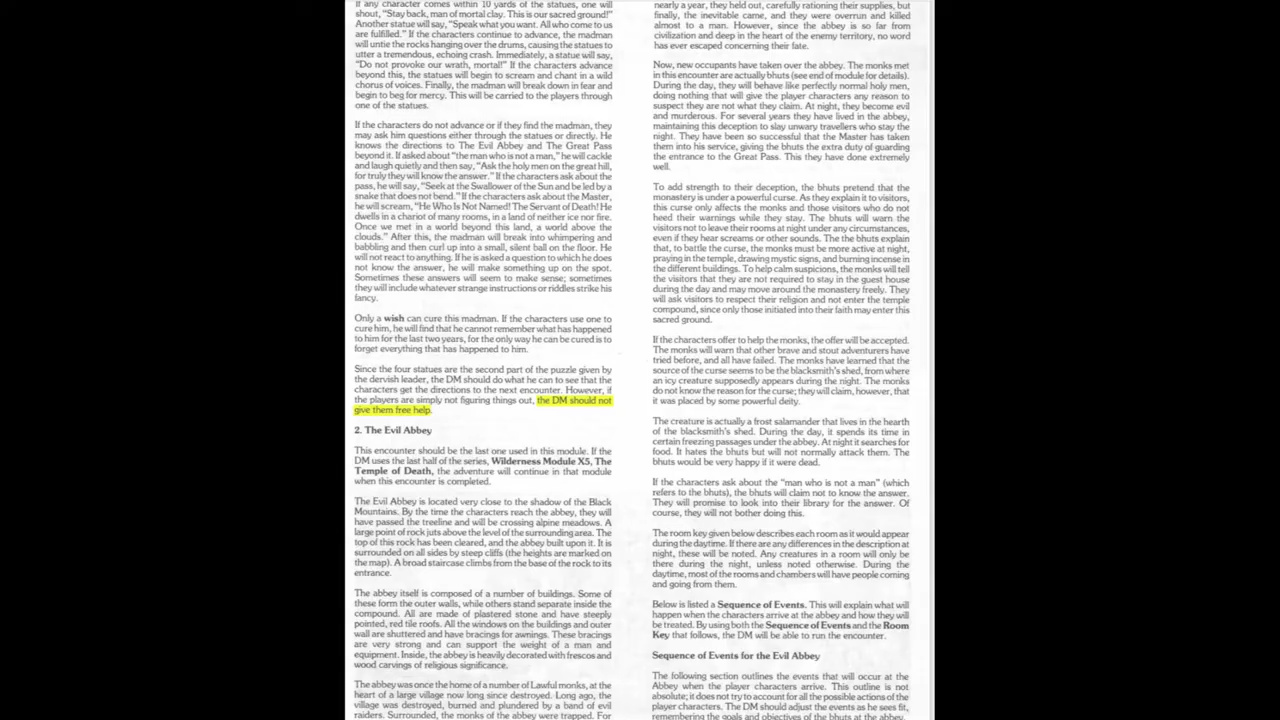 If any character comes within 10 yards of the statues, one will
shout, "Stay back, man of mortal clay. This is our sacred ground!"
Another statue will say, "Speak what you want. All who come to us
are fulfilled." If the characters continue to advance, the madman
will untie the rocks hanging over the drums, causing the statues to
utter a tremendous, echoing crash. Immediately, a statue will say,
"Do not provoke our wrath, mortal!" If the characters advance
beyond this, the statues will begin to scream and chant in a wild
chorus of voices. Finally, the madman will break down in fear and
begin to beg for mercy. This will be carried to the players through
one of the statues.
If the characters do not advance or if they find the madman, they
may ask him questions either through the statues or directly. He
knows the directions to The Evil Abbey and The Great Pass
beyond it. If asked about "the man who is not a man," he will cackle
and laugh quietly and then say, "Ask the holy men on the great hill,
for truly they will know the answer." If the characters ask about the
pass, he will say, "Seek at the Swallower of the Sun and be led by a
snake that does not bend." If the characters ask about the Master,
he will scream, "He Who Is Not Named! The Servant of Death! He
dwells in a chariot of many rooms, in a land of neither ice nor fire.
Once we met in a world beyond this land, a world above the
clouds." After this, the madman will break into whimpering and
babbling and then curl up into a small, silent ball on the floor. He
will not react to anything. If he is asked a question to which he does
not know the answer, he will make something up on the spot.
Sometimes these answers will seem to make sense; sometimes
they will include whatever strange instructions or riddles strike his
fancy.
Only a wish can cure this madman. If the characters use one to
cure him, he will find that he cannot remember what has happened
to him for the last two years, for the only way he can be cured is to
forget everything that has happened to him.
Since the four statues are the second part of the puzzle given by
the dervish leader, the DM should do what he can to see that the
characters get the directions to the next encounter. However, if
the players are simply not figuring things out, the DM should not
give them free help.
2. The Evil Abbey
This encounter should be the last one used in this module. If the
DM uses the last half of the series, Wilderness Module X5, The
Temple of Death, the adventure will continue in that module
when this encounter is completed.
The Evil Abbey is located very close to the shadow of the Black
Mountains. By the time the characters reach the abbey, they will
have passed the treeline and will be crossing alpine meadows. A
large point of rock juts above the level of the surrounding area. The
top of this rock has been cleared, and the abbey built upon it. It is
surrounded on all sides by steep cliffs (the heights are marked on
the map). A broad staircase climbs from the base of the rock to its
entrance.
The abbey itself is composed of a number of buildings. Some of
these form the outer walls, while others stand separate inside the
compound. All are made of plastered stone and have steeply
pointed, red tile roofs. All the windows on the buildings and outer
wall are shuttered and have bracings for awnings. These bracings
are very strong and can support the weight of a man and
equipment. Inside, the abbey is heavily decorated with frescos and
wood carvings of religious significance.
The abbey was once the home of a number of Lawful monks, at the
heart of a large village now long since destroyed. Long ago, the
village was destroyed, burned and plundered by a band of evil
raiders. Surrounded, the monks of the abbey were trapped. For
nearly a year, they held out, carefully rationing their supplies, but
finally, the inevitable came, and they were overrun and killed
almost to a man. However, since the abbey is so far from
civilization and deep in the heart of the enemy territory, no word
has ever escaped concerning their fate.
Now, new occupants have taken over the abbey. The monks met
in this encounter are actually bhuts (see end of module for details).
During the day, they will behave like perfectly normal holy men,
doing nothing that will give the player characters any reason to
suspect they are not what they claim. At night, they become evil
and murderous. For several years they have lived in the abbey,
maintaining this deception to slay unwary travellers who stay the
night. They have been so successful that the Master has taken
them into his service, giving the bhuts the extra duty of guarding
the entrance to the Great Pass. This they have done extremely
well.
To add strength to their deception, the bhuts pretend that the
monastery is under a powerful curse. As they explain it to visitors,
this curse only affects the monks and those visitors who do not
heed their warnings while they stay. The bhuts will warn the
visitors not to leave their rooms at night under any circumstances,
even if they hear screams or other sounds. The the bhuts explain
that, to battle the curse, the monks must be more active at night,
praying in the temple, drawing mystic signs, and burning incense in
the different buildings. To help calm suspicions, the monks will tell
the visitors that they are not required to stay in the guest house
during the day and may move around the monastery freely. They
will ask visitors to respect their religion and not enter the temple
compound, since only those initiated into their faith may enter this
sacred ground.
If the characters offer to help the monks, the offer will be accepted.
The monks will warn that other brave and stout adventurers have
tried before, and all have failed. The monks have learned that the
source of the curse seems to be the blacksmith's shed, from where
an icy creature supposedly appears during the night. The monks
do not know the reason for the curse; they will claim, however, that
it was placed by some powerful deity.
The creature is actually a frost salamander that lives in the hearth
of the blacksmith's shed. During the day, it spends its time in
certain freezing passages under the abbey. At night it searches for
food. It hates the bhuts but will not normally attack them. The
bhuts would be very happy if it were dead.
If the characters ask about the "man who is not a man" (which
refers to the bhuts), the bhuts will claim not to know the answer.
They will promise to look into their library for the answer. Of
course, they will not bother doing this.
The room key given below describes each room as it would appear
during the daytime. If there are any differences in the description at
night, these will be noted. Any creatures in a room will only be
there during the night, unless noted otherwise. During the
daytime, most of the rooms and chambers will have people coming
and going from them.
Below is listed a Sequence of Events. This will explain what will
happen when the characters arrive at the abbey and how they will
be treated. By using both the Sequence of Events and the Room
Key that follows, the DM will be able to run the encounter.
Sequence of Events for the Evil Abbey
The following section outlines the events that will occur at the
Abbey when the player characters arrive. This outline is not
absolute; it does not try to account for all the possible actions of the
player characters. The DM should adjust the events as he sees fit,
remembering the goals and objectives of the bhuts at the abbey.